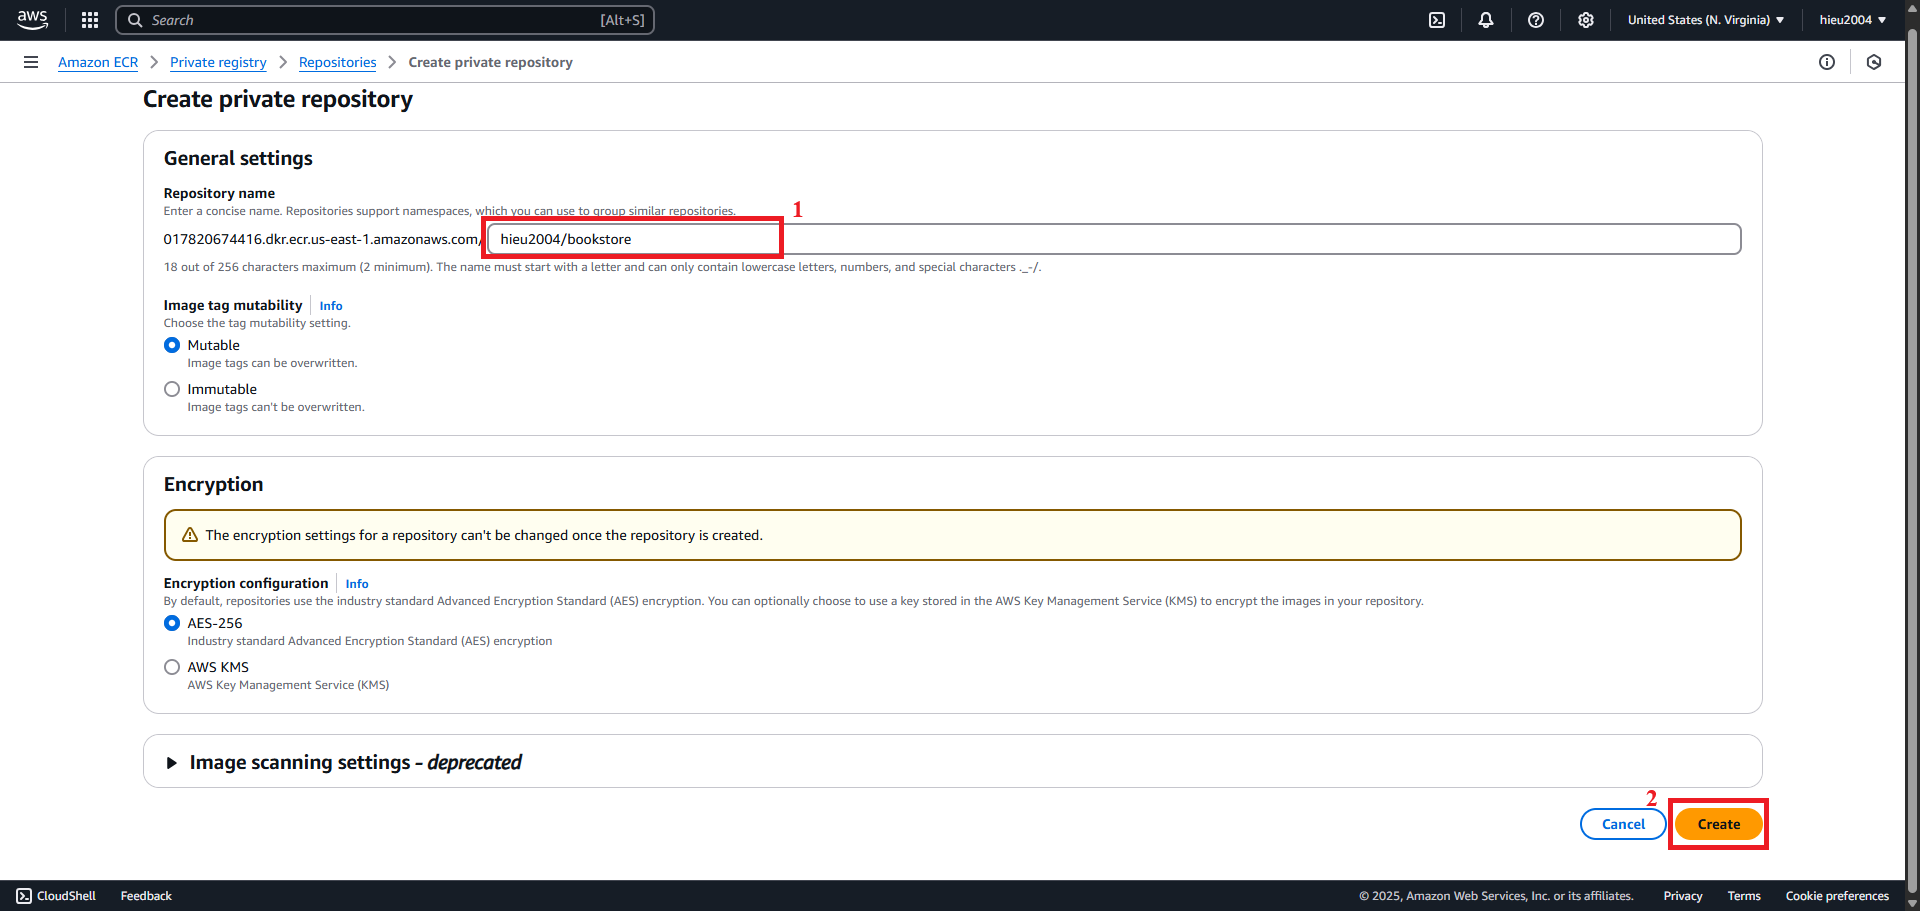 aws
Search [Alt+S]
United States (N. Virginia) hieu2004
Amazon ECR Private registry Repositories Create private repository
Create private repository
General settings
Repository name
Enter a concise name. Repositories support namespaces, which you can use to group similar repositories.
1
017820674416.dkr.ecr.us-east-1.amazonaws.com/ hieu2004/bookstore
18 out of 256 characters maximum (2 minimum). The name must start with a letter and can only contain lowercase letters, numbers, and special characters ._-/.
Image tag mutability Info
Choose the tag mutability setting.
Mutable
Image tags can be overwritten.
Immutable
Image tags can't be overwritten.
Encryption
The encryption settings for a repository can't be changed once the repository is created.
Encryption configuration Info
By default, repositories use the industry standard Advanced Encryption Standard (AES) encryption. You can optionally choose to use a key stored in the AWS Key Management Service (KMS) to encrypt the images in your repository.
AES-256
Industry standard Advanced Encryption Standard (AES) encryption
AWS KMS
AWS Key Management Service (KMS)
Image scanning settings - deprecated
2
Cancel Create
CloudShell Feedback © 2025, Amazon Web Services, Inc. or its affiliates. Privacy Terms Cookie preferences